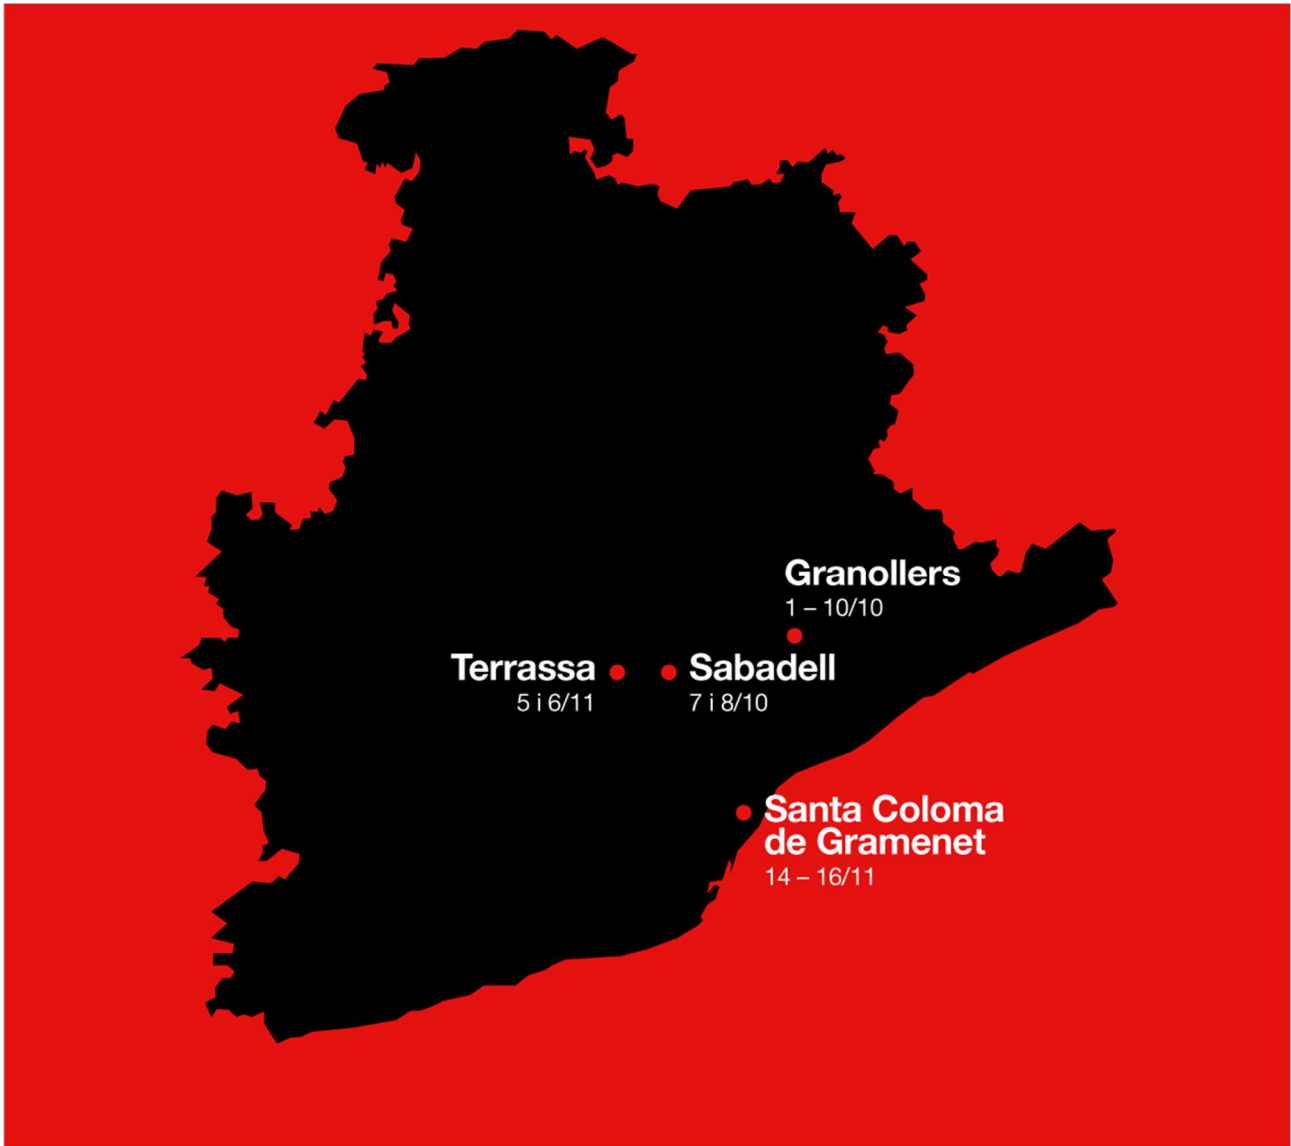 Granollers
1 – 10/10
Terrassa
5 i 6/11
Sabadell
7 i 8/10
Santa Coloma
de Gramenet
14 – 16/11